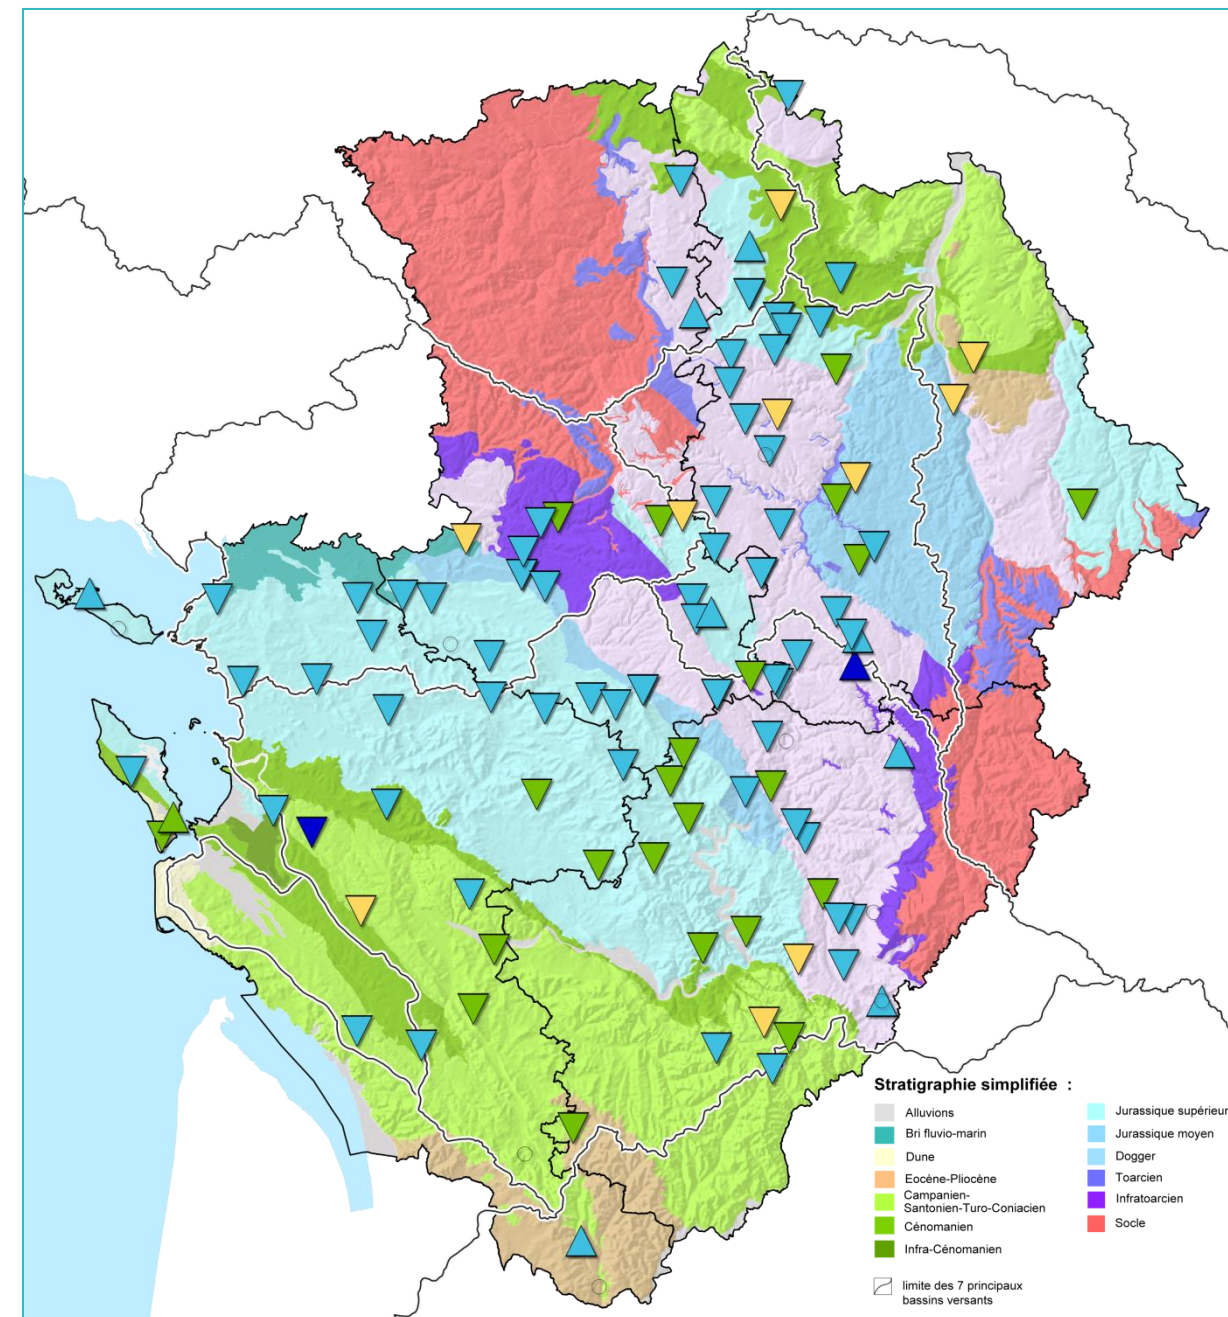 Stratigraphie simplifiée :
Alluvions
Bri fluvio-marin
Dune
Eocène-Pliocène
Campanien-
Santonien-Turo-Coniacien
Cénomanien
Infra-Cénomanien
limite des 7 principaux
bassins versants
Jurassique supérieur
Jurassique moyen
Dogger
Toarcien
Infratoarcien
Socle